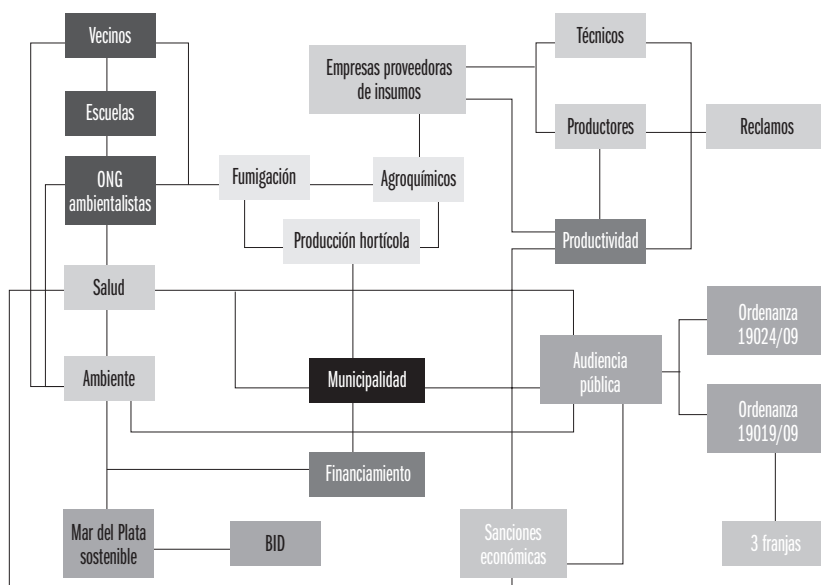 Vecinos
Técnicos
Empresas proveedoras
de insumos
Escuelas
Productores
Reclamos
ONG
ambientalistas
Fumigación
Agroquímicos
Producción hortícola
Productividad
Salud
Ordenanza
19024/09
Ambiente
Municipalidad
Audiencia
pública
Ordenanza
19019/09
Financiamiento
Mar del Plata
sostenible
BID
Sanciones
económicas
3 franjas